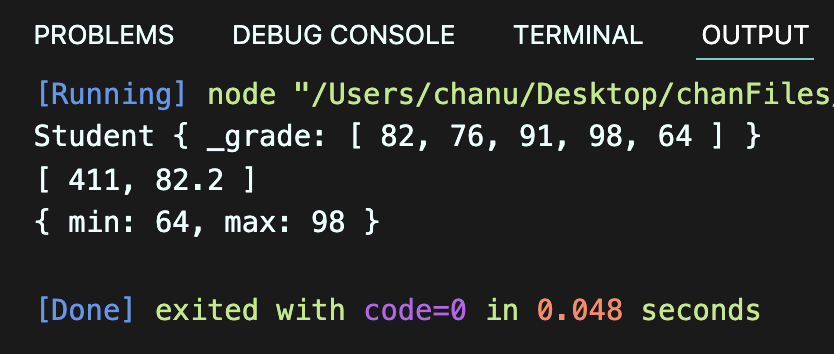 PROBLEMS DEBUG CONSOLE TERMINAL OUTPUT
[Running] node "/Users/chanu/Desktop/chanFiles/
Student { _grade: [ 82, 76, 91, 98, 64 ] }
[ 411, 82.2 ]
{ min: 64, max: 98 }
[Done] exited with code=0 in 0.048 seconds